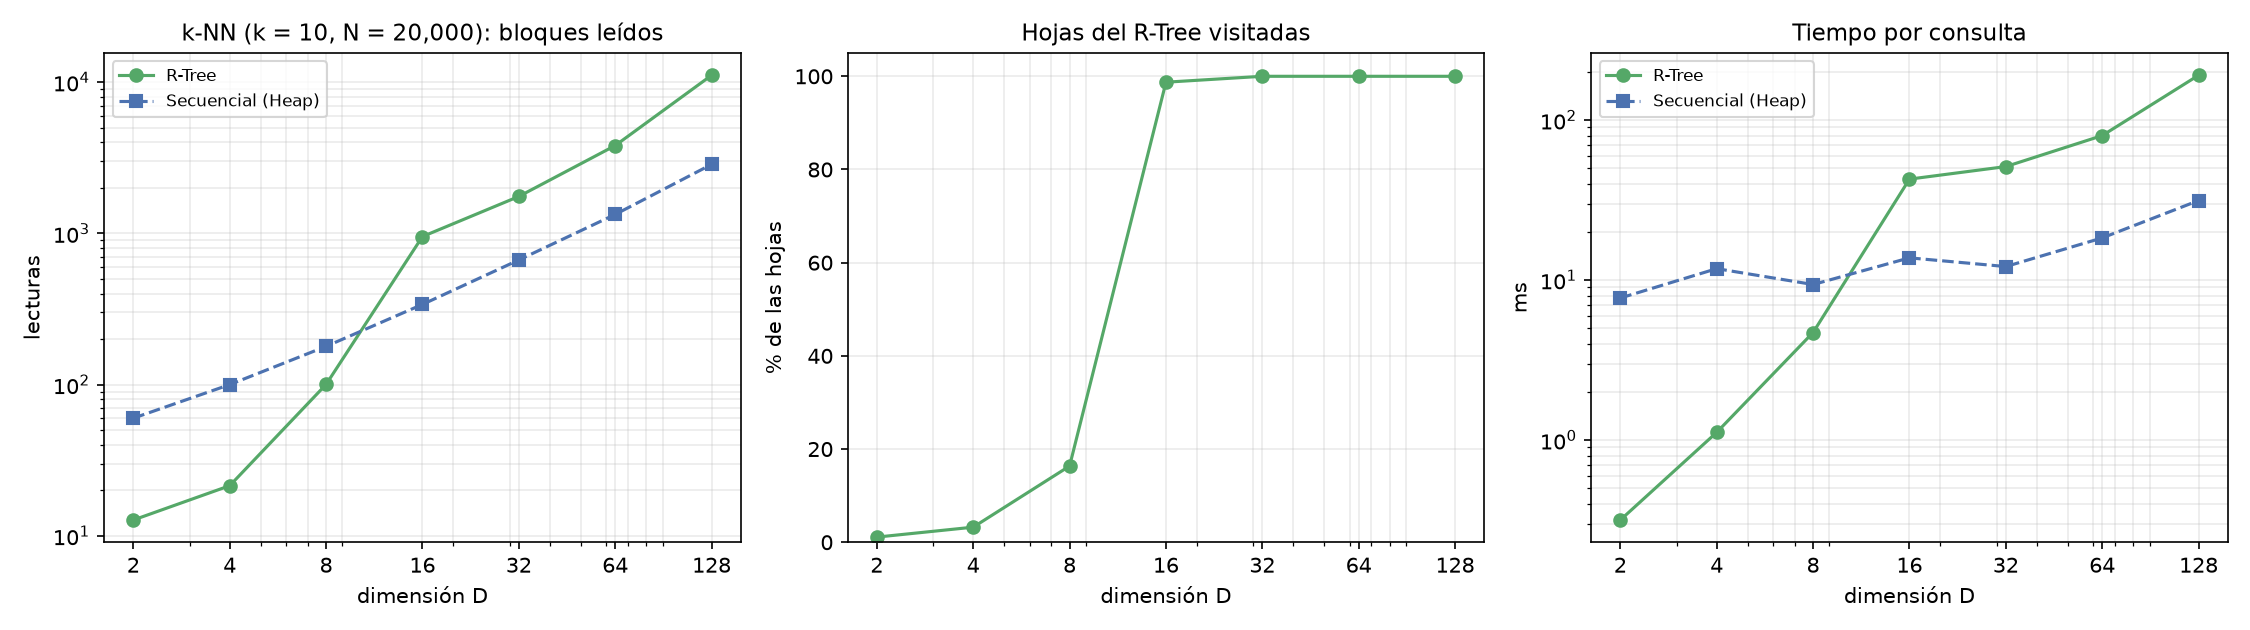 k-NN (k = 10, N = 20,000): bloques leídos
R-Tree
Secuencial (Heap)
lecturas
10^4
10^3
10^2
10^1
2 4 8 16 32 64 128
dimensión D
Hojas del R-Tree visitadas
% de las hojas
100
80
60
40
20
0
2 4 8 16 32 64 128
dimensión D
Tiempo por consulta
R-Tree
Secuencial (Heap)
ms
10^2
10^1
10^0
2 4 8 16 32 64 128
dimensión D